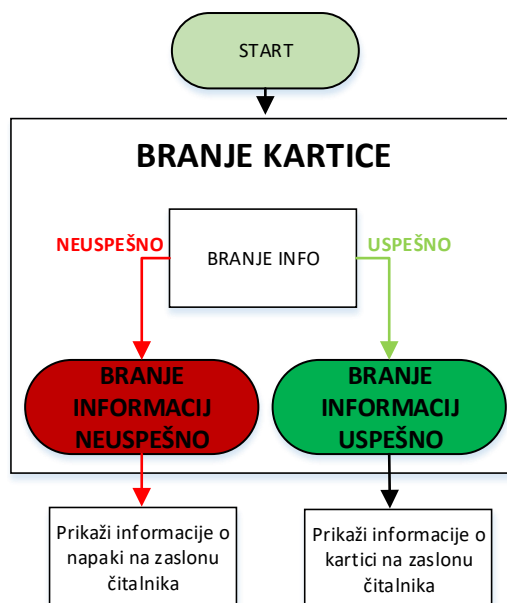 START
BRANJE KARTICE
NEUSPEŠNO
BRANJE INFO
USPEŠNO
BRANJE
INFORMACIJ
NEUSPEŠNO
BRANJE
INFORMACIJ
USPEŠNO
Prikaži informacije o
napaki na zaslonu
čitalnika
Prikaži informacije o
kartici na zaslonu
čitalnika